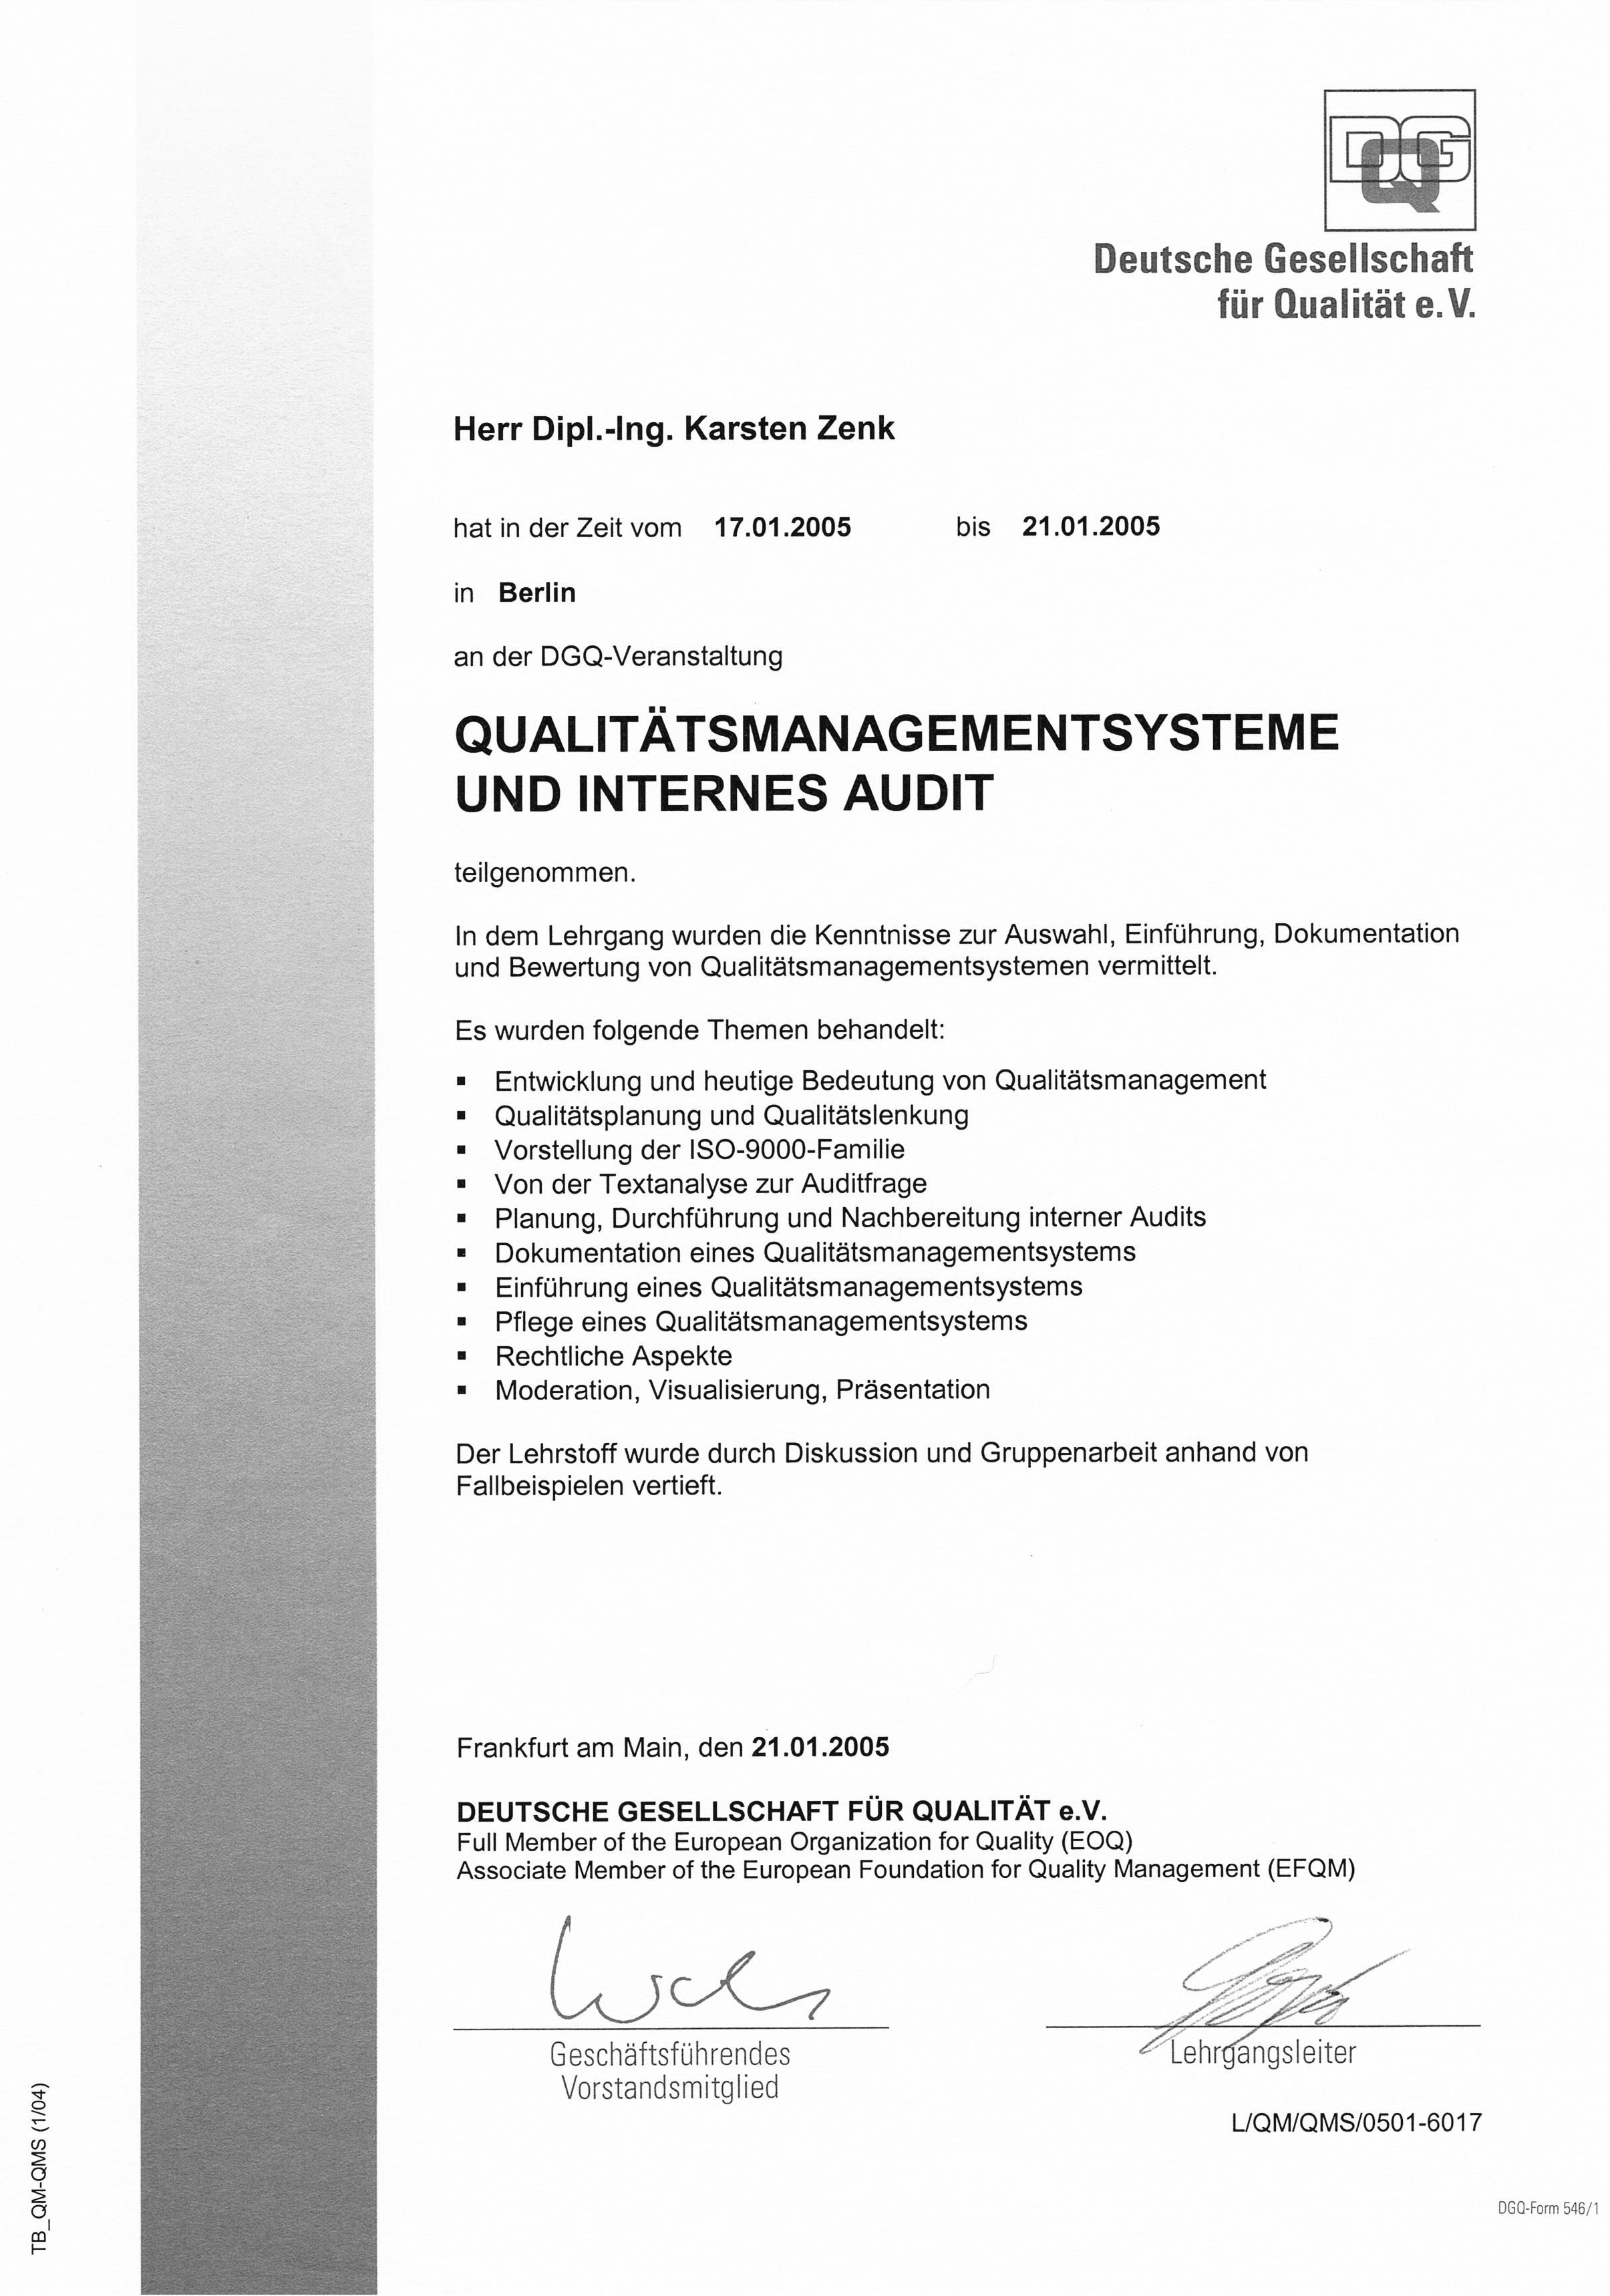 DGQ
Deutsche Gesellschaft
für Qualität e.V.
Herr Dipl.-Ing. Karsten Zenk
hat in der Zeit vom 17.01.2005 bis 21.01.2005
in Berlin
an der DGQ-Veranstaltung
QUALITÄTSMANAGEMENTSYSTEME
UND INTERNES AUDIT
teilgenommen.
In dem Lehrgang wurden die Kenntnisse zur Auswahl, Einführung, Dokumentation
und Bewertung von Qualitätsmanagementsystemen vermittelt.
Es wurden folgende Themen behandelt:
▪ Entwicklung und heutige Bedeutung von Qualitätsmanagement
▪ Qualitätsplanung und Qualitätslenkung
▪ Vorstellung der ISO-9000-Familie
▪ Von der Textanalyse zur Auditfrage
▪ Planung, Durchführung und Nachbereitung interner Audits
▪ Dokumentation eines Qualitätsmanagementsystems
▪ Einführung eines Qualitätsmanagementsystems
▪ Pflege eines Qualitätsmanagementsystems
▪ Rechtliche Aspekte
▪ Moderation, Visualisierung, Präsentation
Der Lehrstoff wurde durch Diskussion und Gruppenarbeit anhand von
Fallbeispielen vertieft.
Frankfurt am Main, den 21.01.2005
DEUTSCHE GESELLSCHAFT FÜR QUALITÄT e.V.
Full Member of the European Organization for Quality (EOQ)
Associate Member of the European Foundation for Quality Management (EFQM)
Geschäftsführendes
Vorstandsmitglied
Lehrgangsleiter
L/QM/QMS/0501-6017
DGQ-Form 546/1
TB_QM-QMS (1/04)